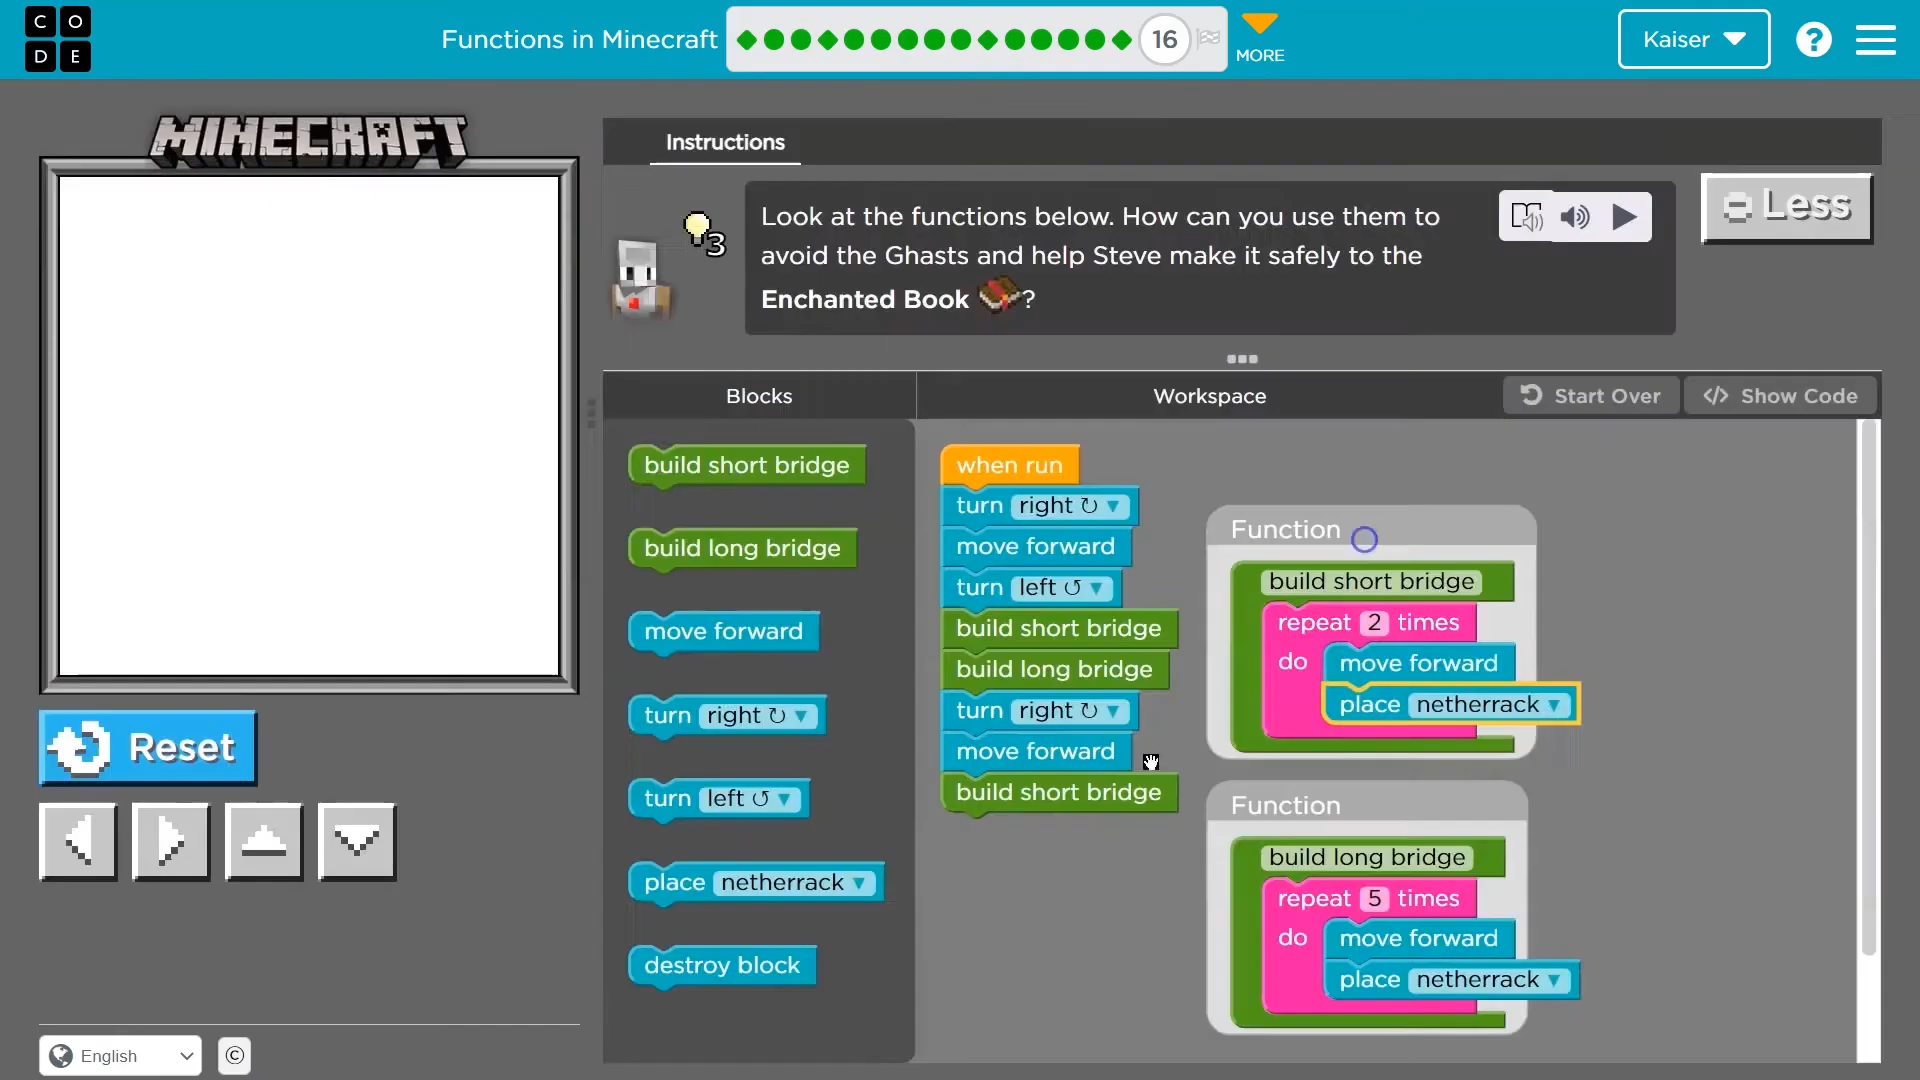 C O
D E
Functions in Minecraft
16
MORE
Kaiser
?
MINECRAFT
Instructions
3
Look at the functions below. How can you use them to
avoid the Ghasts and help Steve make it safely to the
Enchanted Book ?
Less
Blocks
Workspace
Start Over
</> Show Code
build short bridge
build long bridge
move forward
turn right ↻ ▼
turn left ↺ ▼
place netherrack ▼
destroy block
when run
turn right ↻ ▼
move forward
turn left ↺ ▼
build short bridge
build long bridge
turn right ↻ ▼
move forward
build short bridge
Function
build short bridge
repeat 2 times
do move forward
place netherrack ▼
Function
build long bridge
repeat 5 times
do move forward
place netherrack ▼
Reset
English
©